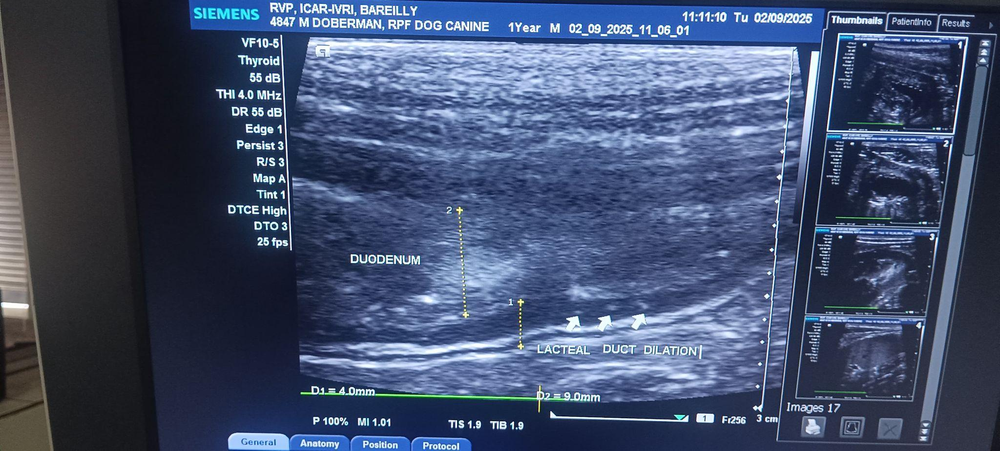 SIEMENS
RVP, ICAR-IVRI, BAREILLY
11:11:10 Tu 02/09/2025
4847 M DOBERMAN, RPF DOG CANINE 1Year M 02_09_2025_11_06_01
Thumbnails PatientInfo Results
VF10-5
Thyroid
55 dB
THI 4.0 MHz
DR 55 dB
Edge 1
Persist 3
R/S 3
Map A
Tint 1
DTCE High
DTO 3
25 fps
2
DUODENUM
1
LACTEAL DUCT DILATION
D1 = 4.0mm
D2 = 9.0mm
P 100% MI 1.01 TIS 1.9 TIB 1.9
1 Fr256 3 cm
1
2
3
4
Images 17
General Anatomy Position Protocol